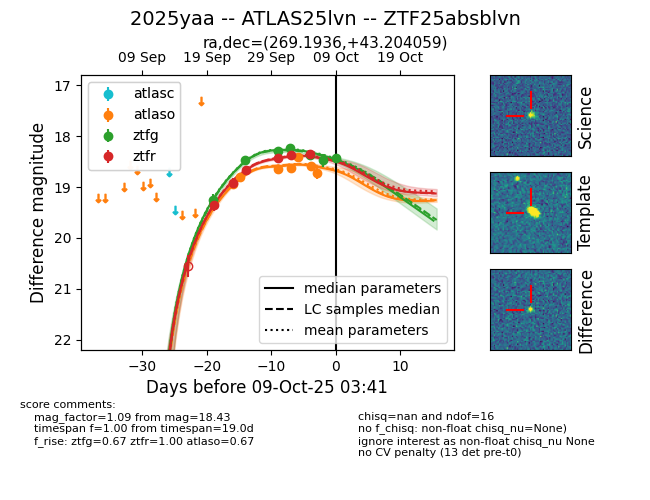 2025yaa -- ATLAS25lvn -- ZTF25absblvn
ra,dec=(269.1936,+43.204059)
09 Sep 19 Sep 29 Sep 09 Oct 19 Oct
17
18
19
20
21
22
Difference magnitude
atlasc
atlaso
ztfg
ztfr
median parameters
LC samples median
mean parameters
−30 −20 −10 0 10
Days before 09-Oct-25 03:41
Science
Template
Difference
score comments:
mag_factor=1.09 from mag=18.43
timespan f=1.00 from timespan=19.0d
f_rise: ztfg=0.67 ztfr=1.00 atlaso=0.67
chisq=nan and ndof=16
no f_chisq: non-float chisq_nu=None)
ignore interest as non-float chisq_nu None
no CV penalty (13 det pre-t0)